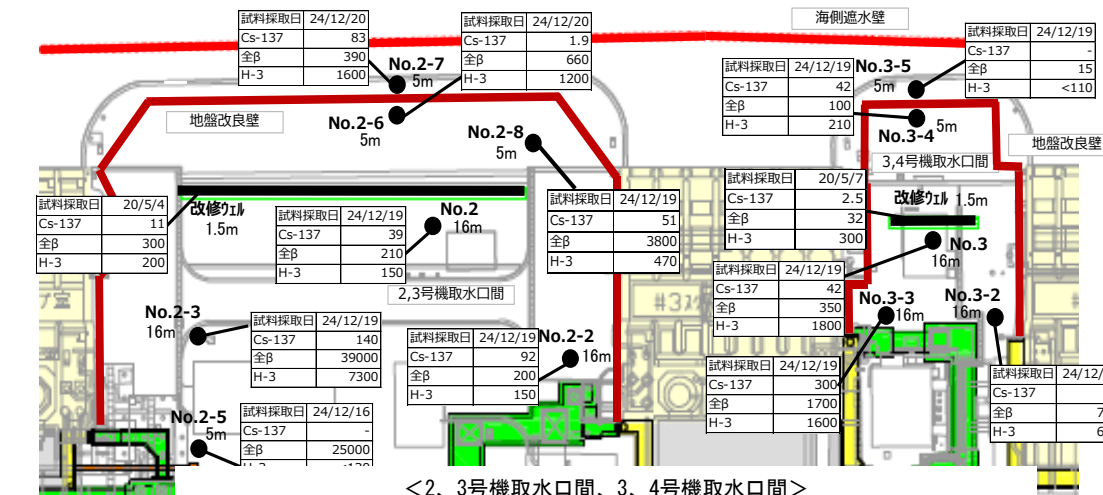 海側遮水壁
試料採取日 24/12/20
Cs-137 83
全β 390
H-3 1600
試料採取日 24/12/20
Cs-137 1.9
全β 660
H-3 1200
試料採取日 24/12/19
Cs-137 -
全β 15
H-3 <110
No.2-7
5m
No.3-5
5m
試料採取日 24/12/19
Cs-137 42
全β 100
H-3 210
地盤改良壁
No.2-6
5m
No.2-8
5m
No.3-4
5m
地盤改良壁
3,4号機取水口間
試料採取日 20/5/4
Cs-137 11
全β 300
H-3 200
改修ウェル
1.5m
試料採取日 24/12/19
Cs-137 39
全β 210
H-3 150
No.2
16m
試料採取日 24/12/19
Cs-137 51
全β 3800
H-3 470
試料採取日 20/5/7
Cs-137 2.5
全β 32
H-3 300
改修ウェル 1.5m
No.3
16m
2,3号機取水口間
試料採取日 24/12/19
Cs-137 42
全β 350
H-3 1800
No.2-3
16m
試料採取日 24/12/19
Cs-137 140
全β 39000
H-3 7300
試料採取日 24/12/19
Cs-137 92
全β 200
H-3 150
No.2-2
16m
No.3-3
16m
No.3-2
16m
試料採取日 24/12/19
Cs-137 300
全β 1700
H-3 1600
試料採取日 24/12/
Cs-137
全β 7
H-3 6
No.2-5
5m
試料採取日 24/12/16
Cs-137 -
全β 25000
<2、3号機取水口間、3、4号機取水口間>